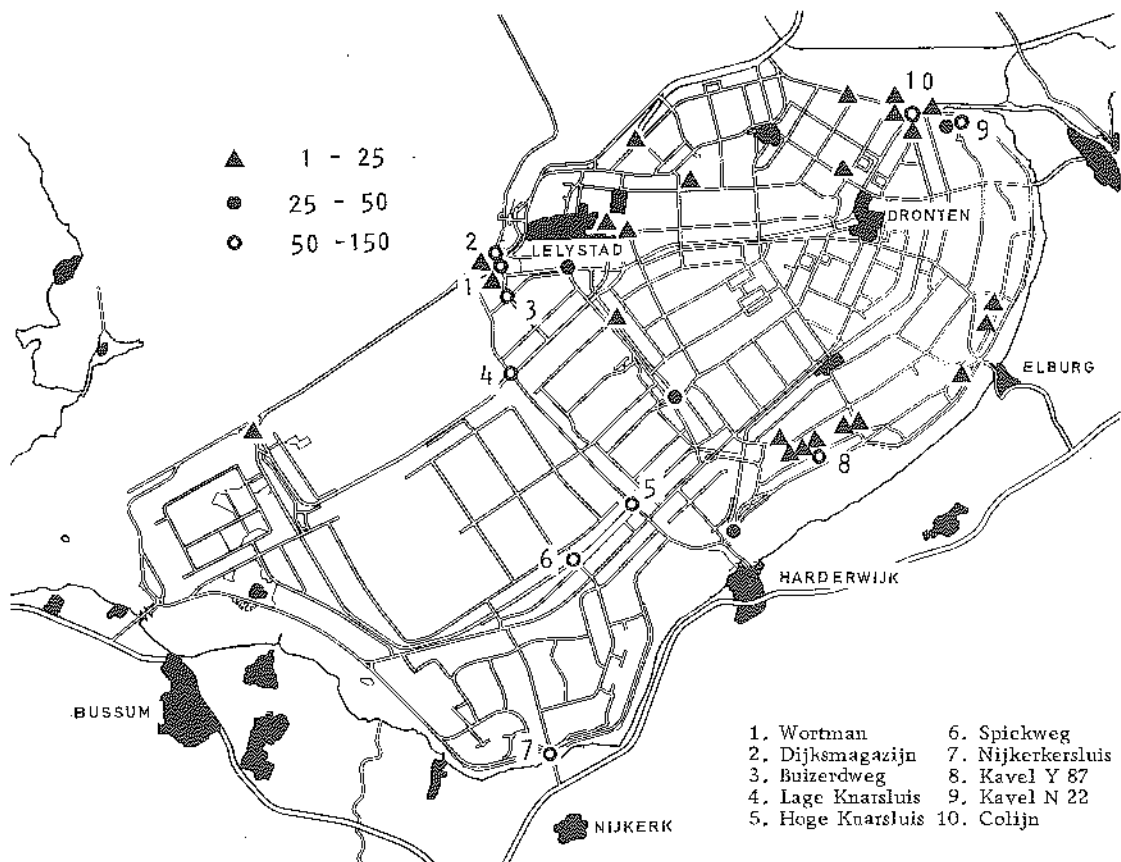 1 - 25
25 - 50
50 - 150
10
9
DRONTEN
2
LELYSTAD
1
3
4
ELBURG
8
5
6
HARDERWIJK
BUSSUM
7
NIJKERK
1. Wortman
2. Dijksmagazijn
3. Buizerdweg
4. Lage Knarsluis
5. Hoge Knarsluis
6. Spickweg
7. Nijkerkersluis
8. Kavel Y 87
9. Kavel N 22
10. Colijn